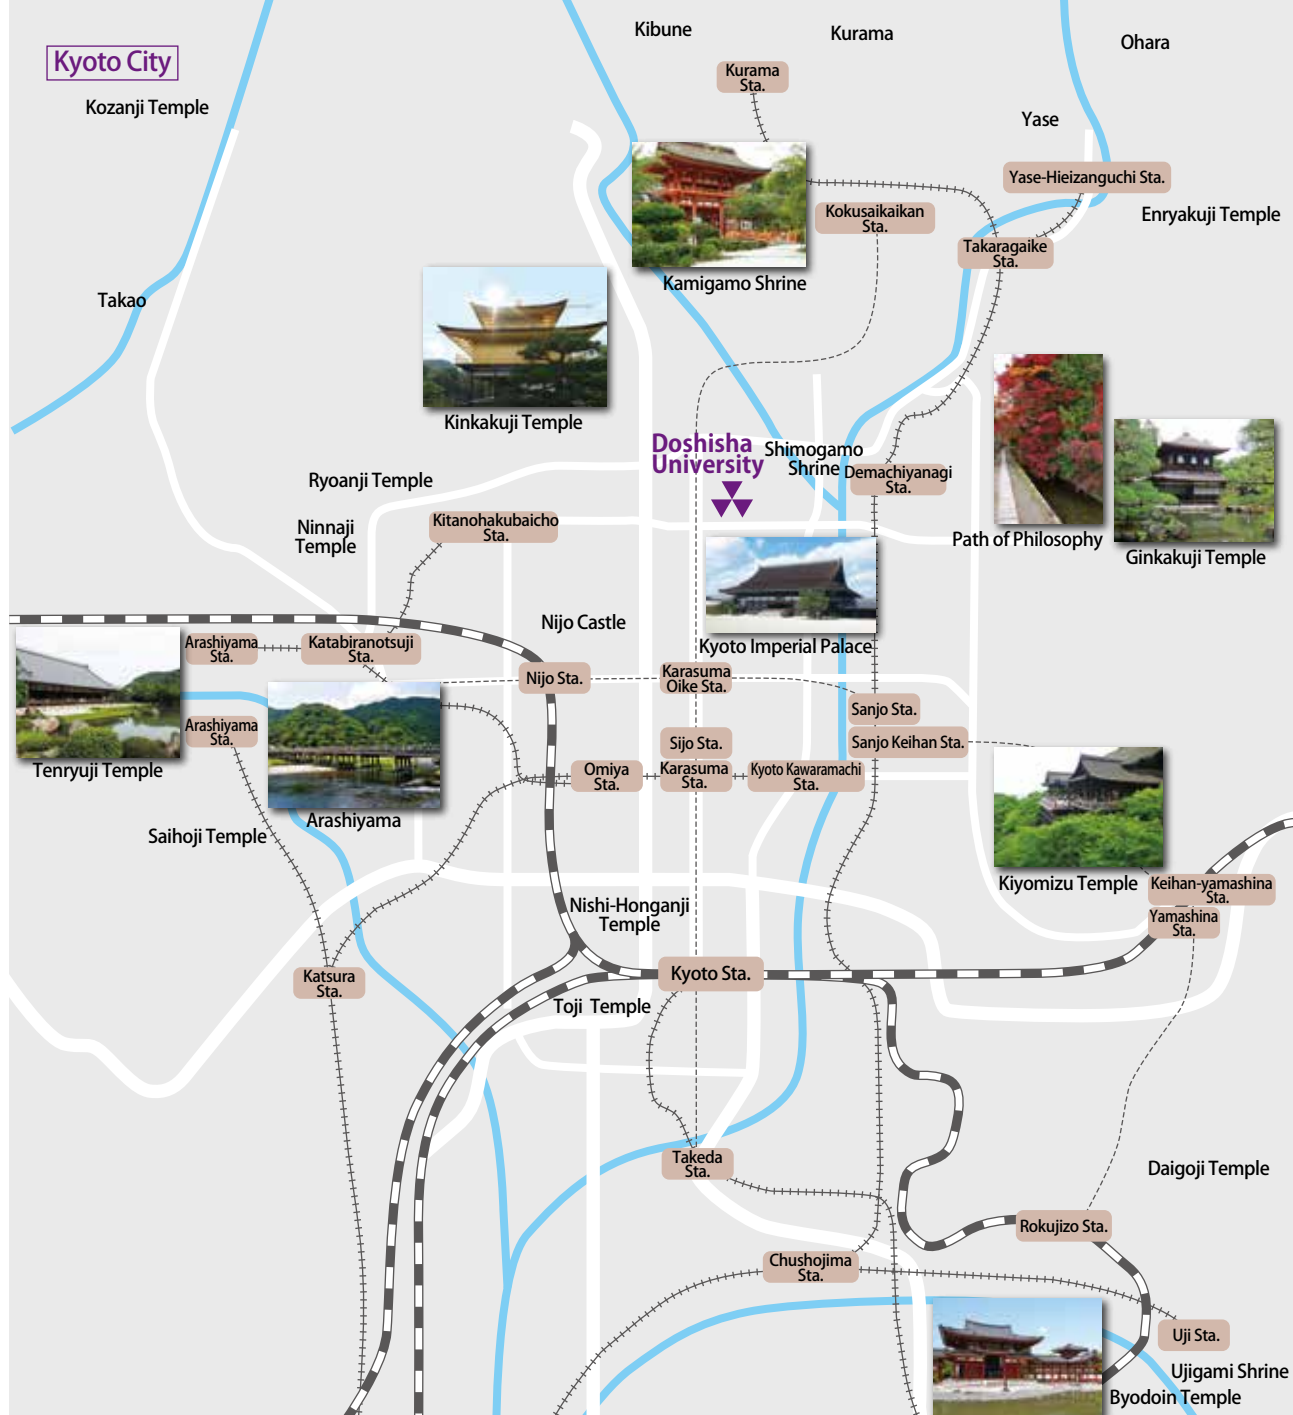 Kibune
Kurama
Ohara
Kyoto City
Kurama
Sta.
Kozanji Temple
Yase
Yase-Hieizanguchi Sta.
Kokusaikaikan
Sta.
Enryakuji Temple
Takaragaike
Sta.
Kamigamo Shrine
Takao
Kinkakuji Temple
Doshisha
University
Shimogamo
Shrine
Demachiyanagi
Sta.
Ryoanji Temple
Ninnaji
Temple
Kitanohakubaicho
Sta.
Path of Philosophy
Ginkakuji Temple
Nijo Castle
Kyoto Imperial Palace
Arashiyama
Sta.
Katabiranotsuji
Sta.
Nijo Sta.
Karasuma
Oike Sta.
Sanjo Sta.
Arashiyama
Sta.
Sijo Sta.
Sanjo Keihan Sta.
Tenryuji Temple
Omiya
Sta.
Karasuma
Sta.
Kyoto Kawaramachi
Sta.
Arashiyama
Saihoji Temple
Kiyomizu Temple
Keihan-yamashina
Sta.
Nishi-Honganji
Temple
Yamashina
Sta.
Katsura
Sta.
Kyoto Sta.
Toji Temple
Takeda
Sta.
Daigoji Temple
Rokujizo Sta.
Chushojima
Sta.
Uji Sta.
Ujigami Shrine
Byodoin Temple